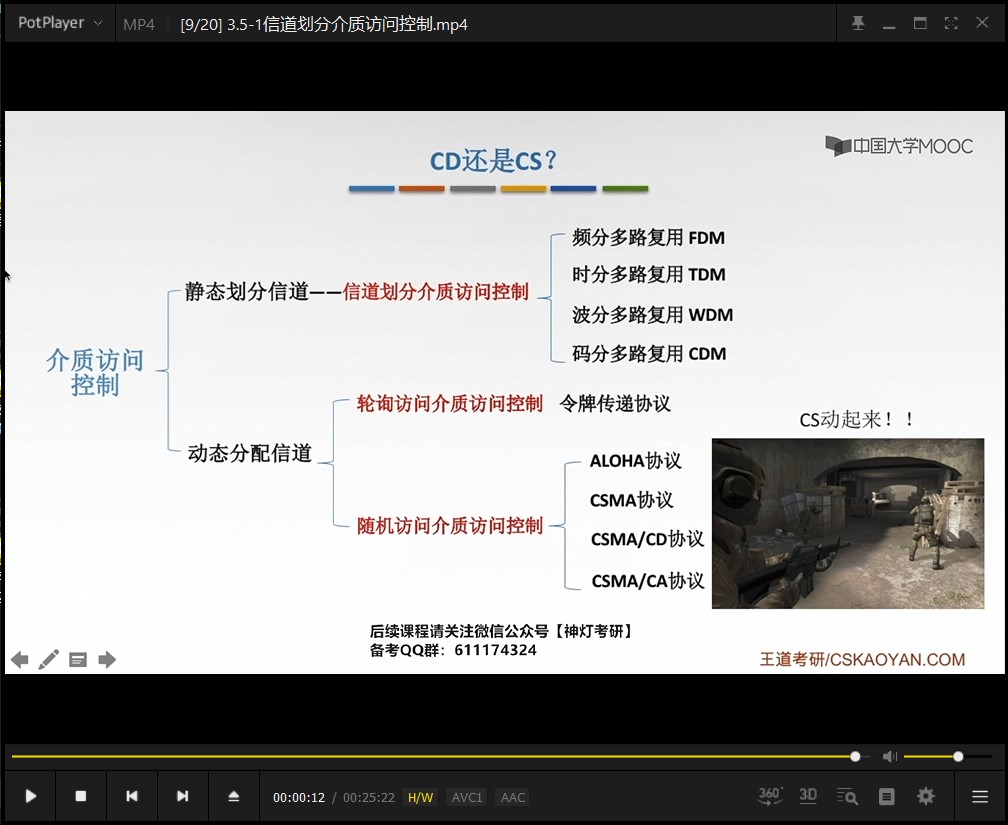 PotPlayer
MP4
[9/20] 3.5-1信道划分介质访问控制.mp4
中国大学MOOC
CD还是CS?
频分多路复用 FDM
时分多路复用 TDM
静态划分信道——信道划分介质访问控制
波分多路复用 WDM
码分多路复用 CDM
介质访问
控制
轮询访问介质访问控制 令牌传递协议
CS动起来！！
动态分配信道
ALOHA协议
CSMA协议
随机访问介质访问控制
CSMA/CD协议
CSMA/CA协议
后续课程请关注微信公众号【神灯考研】
备考QQ群：611174324
王道考研/CSKAOYAN.COM
00:00:12 / 00:25:22 H/W AVC1 AAC
360° 3D